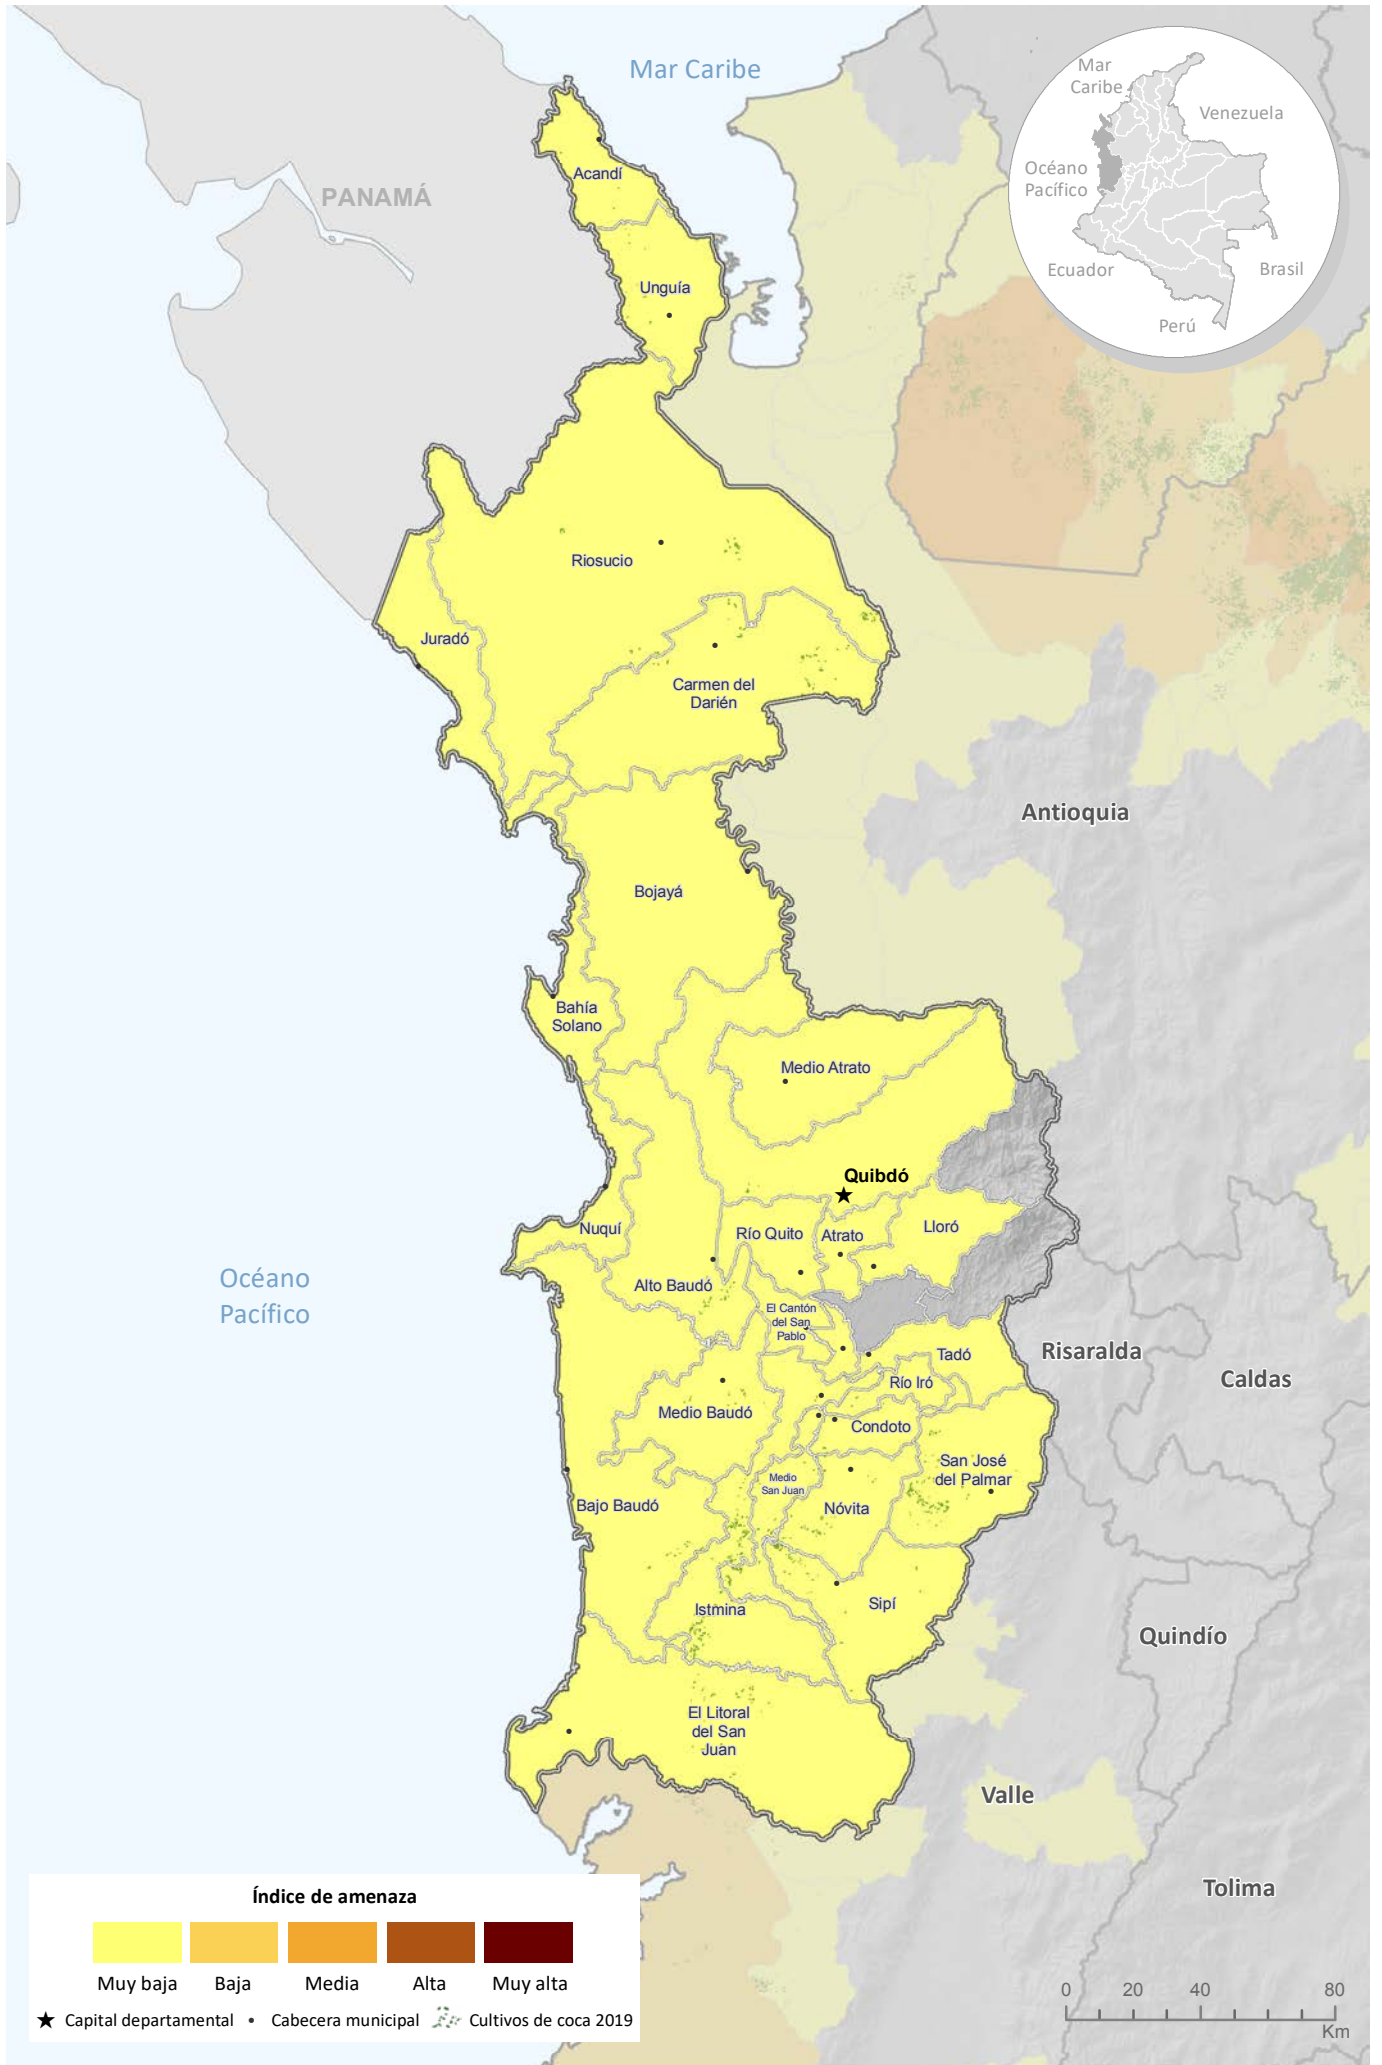 Mar Caribe
Mar
Caribe
Venezuela
Océano
Pacífico
Ecuador
Brasil
Perú
PANAMÁ
Acandí
Unguía
Riosucio
Juradó
Carmen del
Darién
Antioquia
Bojayá
Bahía
Solano
Medio Atrato
Quibdó
Nuquí
Río Quito
Atrato
Lloró
Océano
Pacífico
Alto Baudó
El Cantón
del San
Pablo
Tadó
Risaralda
Caldas
Río Iró
Medio Baudó
Condoto
San José
del Palmar
Medio
San Juan
Bajo Baudó
Nóvita
Istmina
Sipí
Quindío
El Litoral
del San
Juan
Valle
Tolima
Índice de amenaza
Muy baja
Baja
Media
Alta
Muy alta
Capital departamental
Cabecera municipal
Cultivos de coca 2019
0 20 40 80
Km